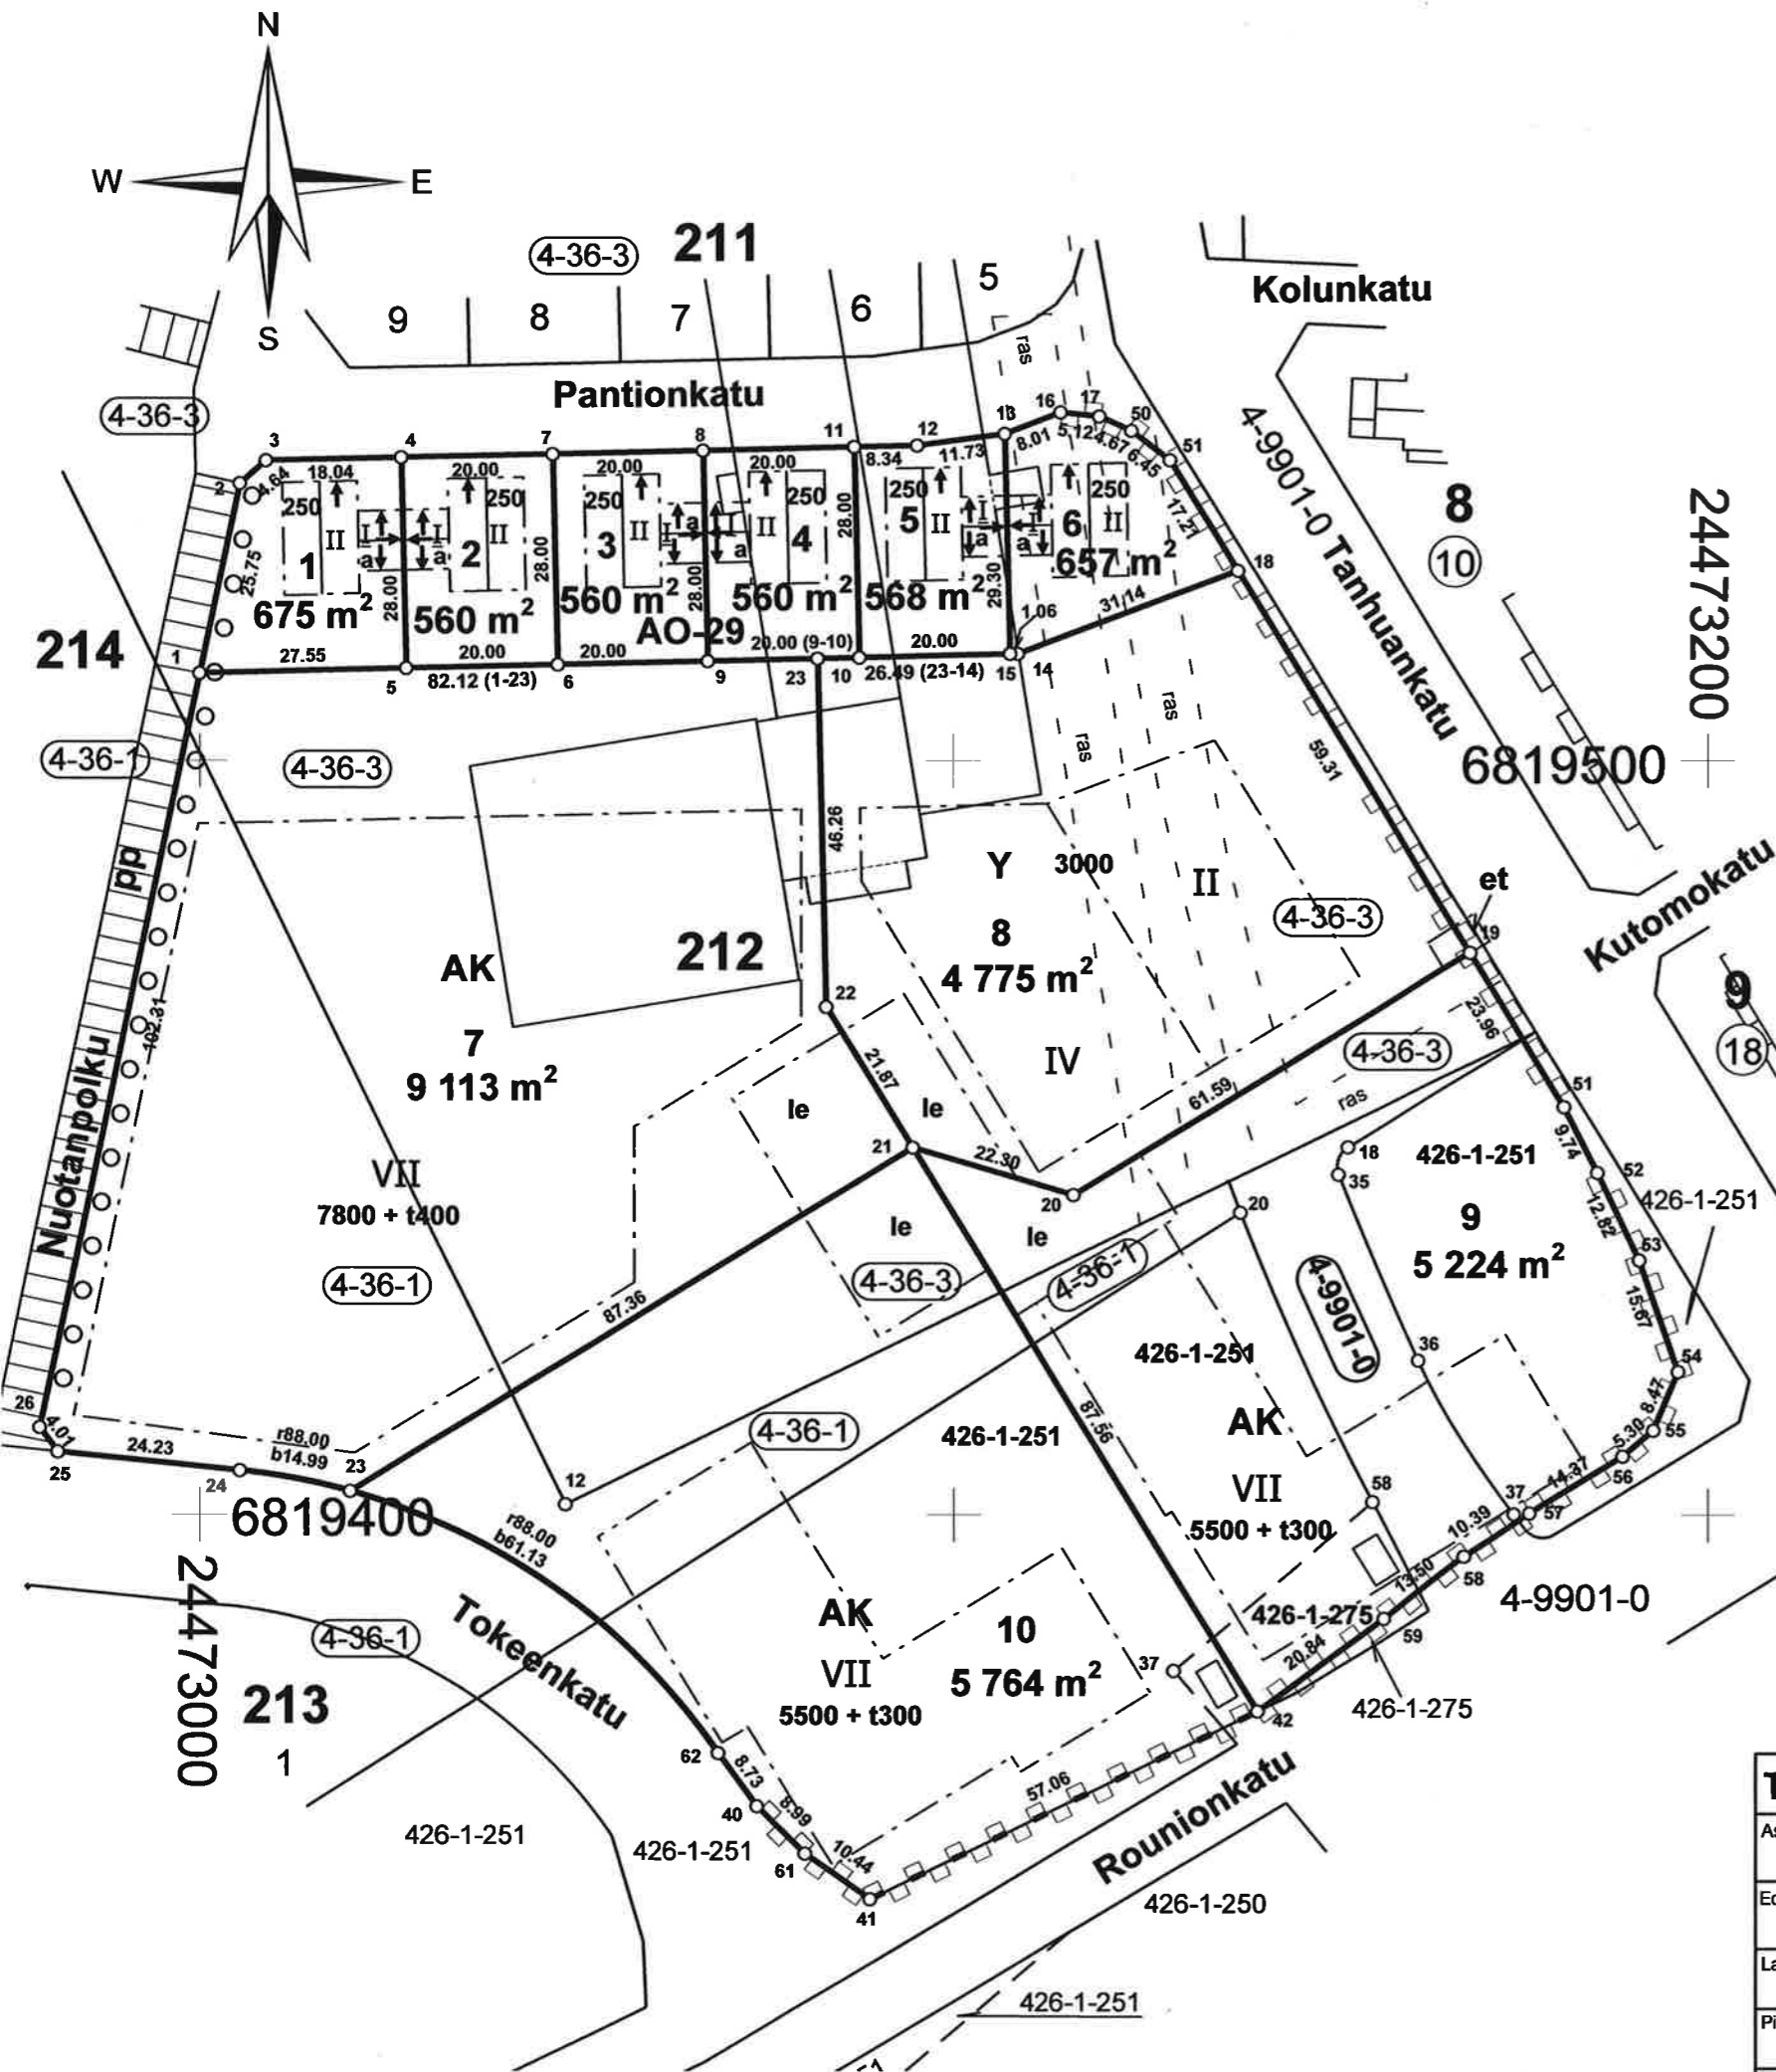 N
W E
S
4-36-3 211
5
Kolunkatu
9 8 7 6
ras
Pantionkatu
4-36-3
4-9901-0 Tanhuankatu
8
10
24473200
3 4 7 8 11 12 13 16 17 50 51
2 4.64 18.04 20.00 20.00 20.00 8.34 11.73 8.01 5.12 4.67 6.45
17.21
250 II I a
250 II I a
250 II I a
250 II I a
250 II I a
250 II I a
1 2 3 4 5 6
25.75 28.00 28.00 28.00 28.00 29.30
675 m² 560 m² 560 m² 560 m² 568 m² 657 m²
AO-29
18
31.14
1.06
214
1 27.55 20.00 20.00 20.00 (9-10) 20.00
5 82.12 (1-23) 6 9 23 10 26.49 (23-14) 15 14
ras
ras
4-36-1
4-36-3
59.31
6819500
46.26
pp
Y 3000
II
et
4-36-3
Kutomokatu
8
4 775 m²
212
AK
19
9
18
22
102.31
7
9 113 m²
IV
4-36-3
23.96
21.87
61.59
ras
51
le le
21 22.30
20
9.74
18
35
426-1-251
52
426-1-251
Nuotanpolku
VII
7800 + t400
4-36-1
le le
20
12.82
9
5 224 m²
53
4-36-3
4-36-1
4-9901-0
15.67
87.36
426-1-251
36
54
87.56
AK
8.47
26
4.01
25
24.23
r88.00
b14.99
24
23
4-36-1
426-1-251
5.30 55
56
14.37
12
VII
5500 + t300
58
37
57
10.39
6819400
r88.00
b61.13
58
13.50
4-9901-0
24473000
4-36-1
Tokeenkatu
AK
VII
5500 + t300
10
5 764 m²
426-1-275
59
20.84
37
426-1-275
42
213
1
62
8.73
40
8.99
57.06
Rounionkatu
426-1-251
426-1-251
61
10.44
41
426-1-250
426-1-251